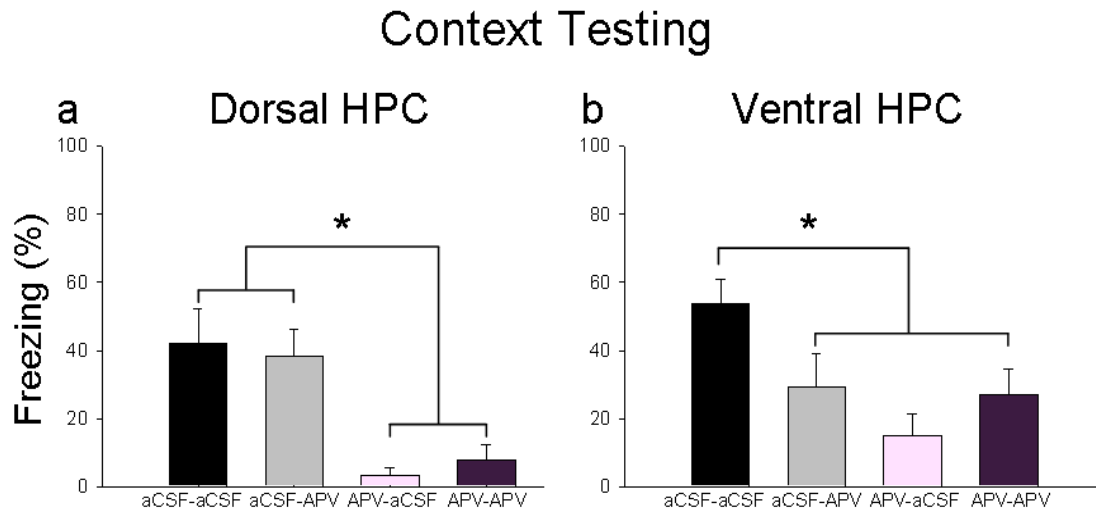 Context Testing
a Dorsal HPC
b Ventral HPC
Freezing (%)
100
80
60
40
20
0
*
aCSF-aCSF aCSF-APV APV-aCSF APV-APV
100
80
60
40
20
0
*
aCSF-aCSF aCSF-APV APV-aCSF APV-APV